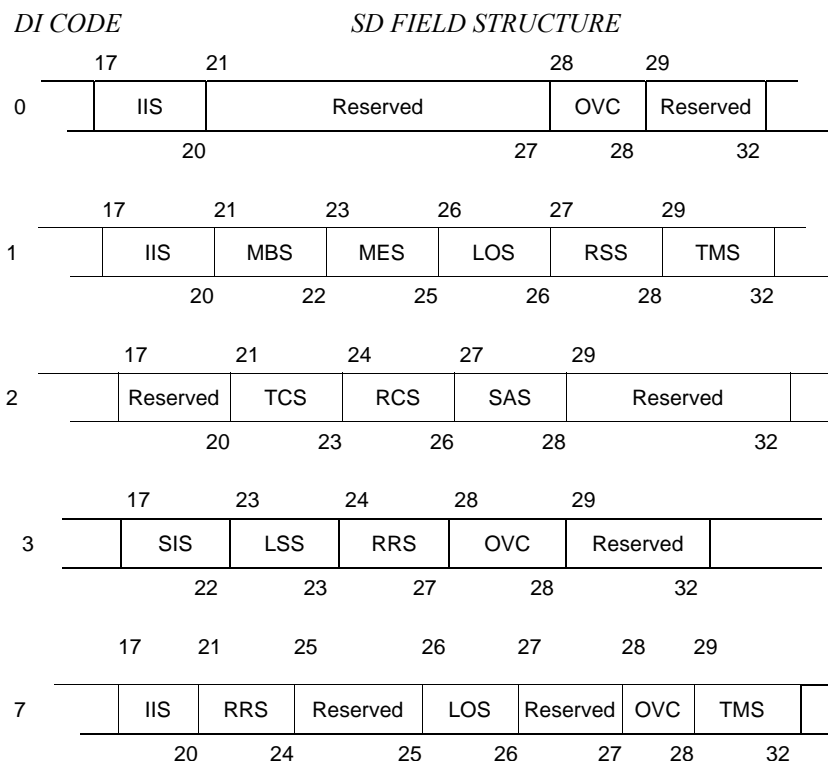 DI CODE SD FIELD STRUCTURE
17 21 28 29
0 IIS Reserved OVC Reserved
20 27 28 32
17 21 23 26 27 29
1 IIS MBS MES LOS RSS TMS
20 22 25 26 28 32
17 21 24 27 29
2 Reserved TCS RCS SAS Reserved
20 23 26 28 32
17 23 24 28 29
3 SIS LSS RRS OVC Reserved
22 23 27 28 32
17 21 25 26 27 28 29
7 IIS RRS Reserved LOS Reserved OVC TMS
20 24 25 26 27 28 32